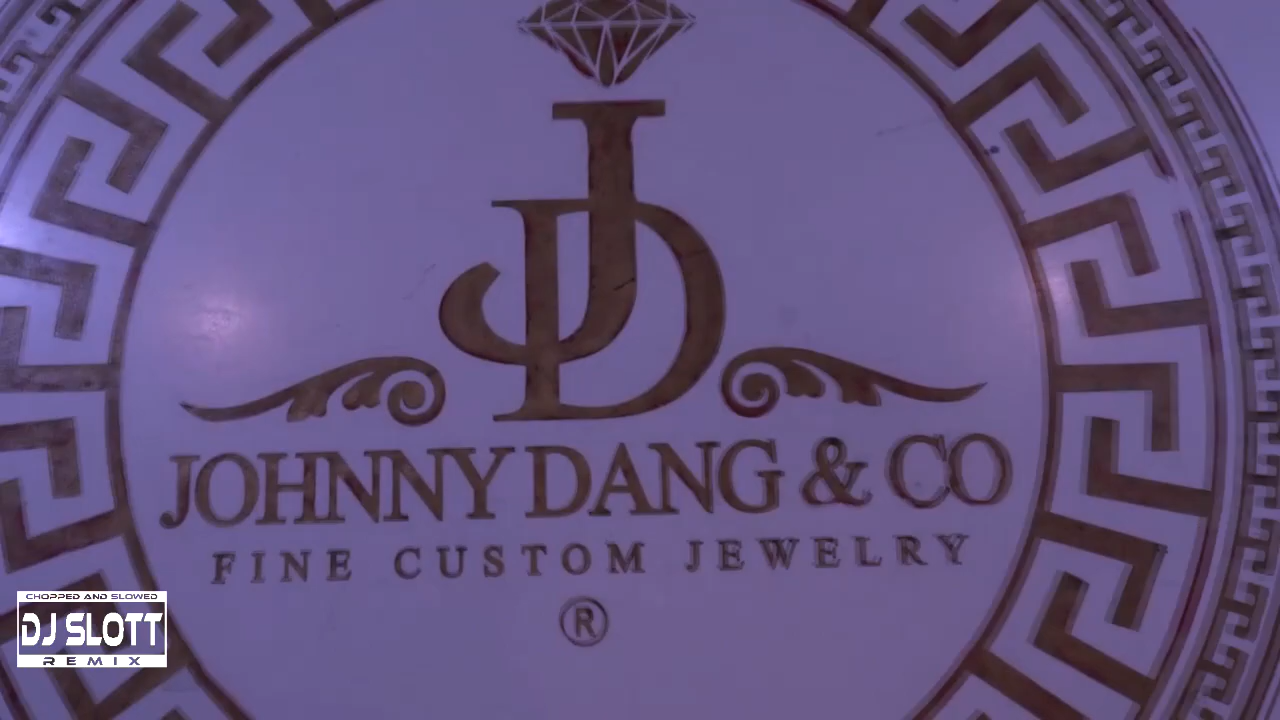 JD
JOHNNY DANG & CO
FINE CUSTOM JEWELRY
®
CHOPPED AND SLOWED
DJ SLOTT
REMIX